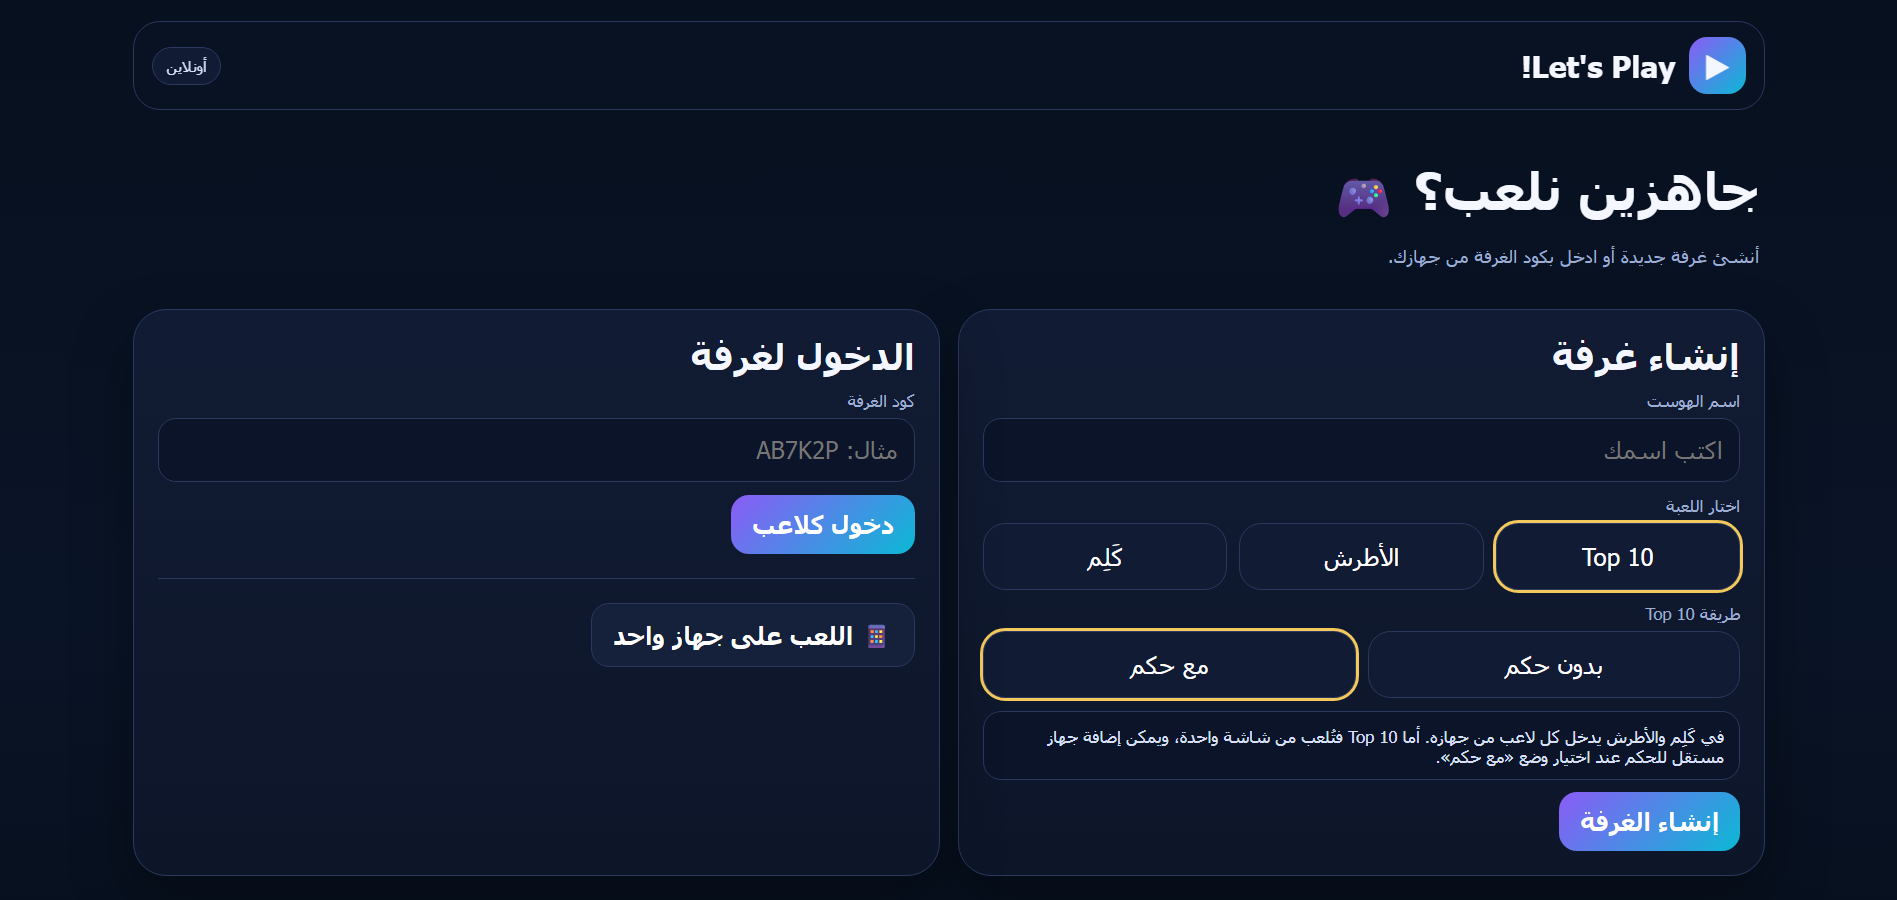 Let's Play!
أونلاين
جاهزين نلعب؟
أنشئ غرفة جديدة أو ادخل بكود الغرفة من جهازك.
إنشاء غرفة
اسم الهوست
اكتب اسمك
اختار اللعبة
Top 10
الأطرش
كَلِم
طريقة Top 10
بدون حكم
مع حكم
في كَلِم والأطرش يدخل كل لاعب من جهازه. أما Top 10 فتُلعب من شاشة واحدة، ويمكن إضافة جهاز
مستقل للحكم عند اختيار وضع «مع حكم».
إنشاء الغرفة
الدخول لغرفة
كود الغرفة
مثال: AB7K2P
دخول كلاعب
اللعب على جهاز واحد